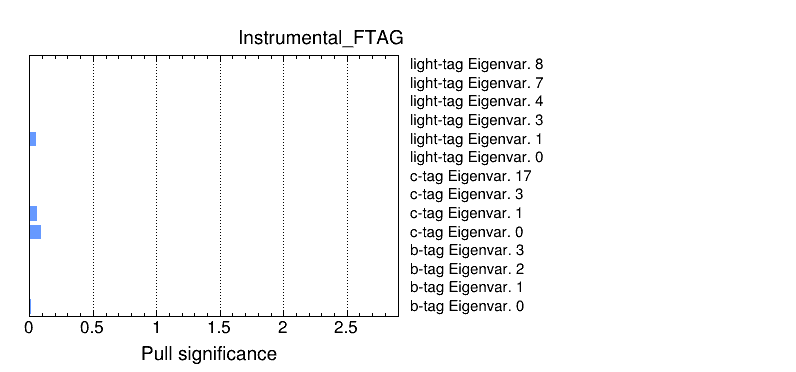 Instrumental_FTAG
light-tag Eigenvar. 8
light-tag Eigenvar. 7
light-tag Eigenvar. 4
light-tag Eigenvar. 3
light-tag Eigenvar. 1
light-tag Eigenvar. 0
c-tag Eigenvar. 17
c-tag Eigenvar. 3
c-tag Eigenvar. 1
c-tag Eigenvar. 0
b-tag Eigenvar. 3
b-tag Eigenvar. 2
b-tag Eigenvar. 1
b-tag Eigenvar. 0
0 0.5 1 1.5 2 2.5
Pull significance